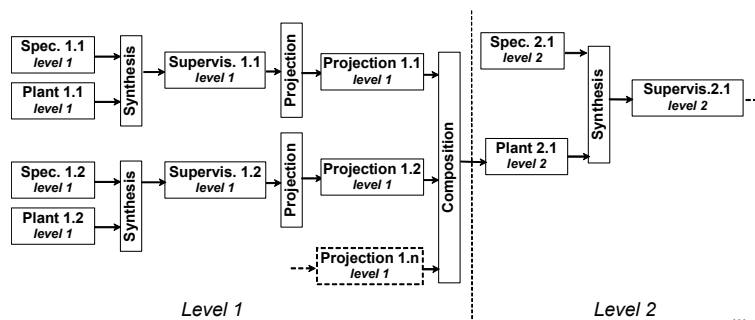 Spec. 1.1
level 1
Plant 1.1
level 1
Synthesis
Supervis. 1.1
level 1
Projection
Projection 1.1
level 1
Spec. 1.2
level 1
Plant 1.2
level 1
Synthesis
Supervis. 1.2
level 1
Projection
Projection 1.2
level 1
Projection 1.n
level 1
Composition
Level 1
Spec. 2.1
level 2
Plant 2.1
level 2
Synthesis
Supervis.2.1
level 2
Level 2